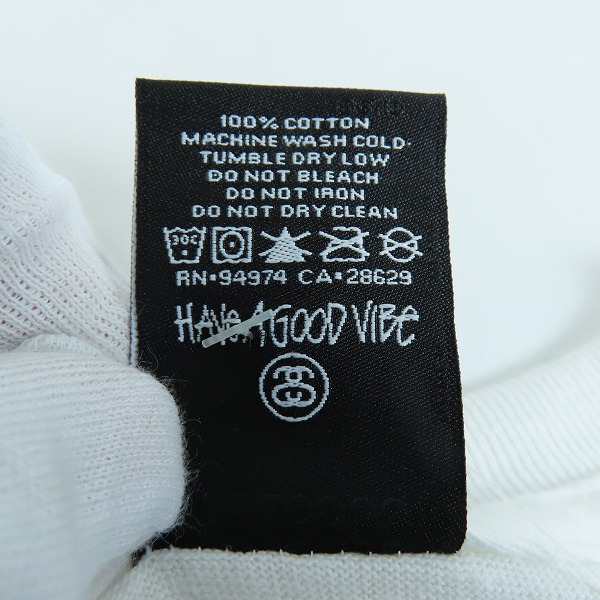 100% COTTON
MACHINE WASH COLD.
TUMBLE DRY LOW
DO NOT BLEACH
DO NOT IRON
DO NOT DRY CLEAN
30C
RN•94974 CA•28629
HAVE A GOOD VIBE